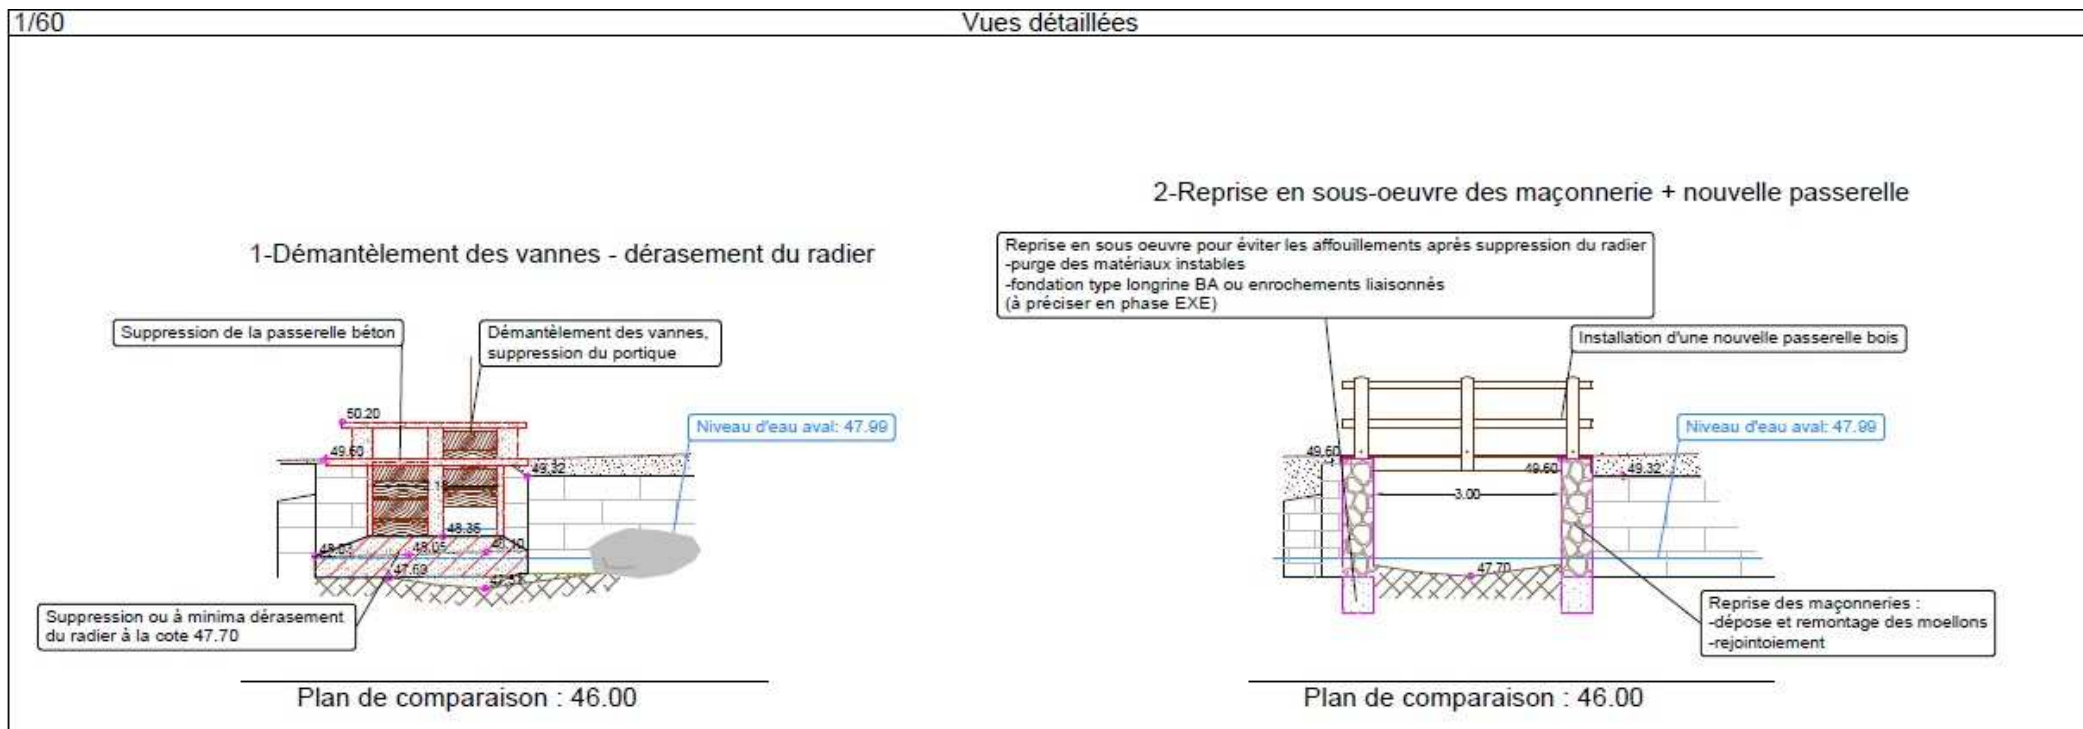 1/60
Vues détaillées
2-Reprise en sous-oeuvre des maçonnerie + nouvelle passerelle
1-Démantèlement des vannes - dérasement du radier
Reprise en sous oeuvre pour éviter les affouillements après suppression du radier
-purge des matériaux instables
-fondation type longrine BA ou enrochements liaisonnés
(à préciser en phase EXE)
Suppression de la passerelle béton
Démantèlement des vannes,
suppression du portique
Installation d'une nouvelle passerelle bois
50.20
Niveau d'eau aval: 47.99
Niveau d'eau aval: 47.99
49.60
49.32
49.60
49.60
49.32
3.00
48.35
48.03
48.05
47.69
47.70
Suppression ou à minima dérasement
du radier à la cote 47.70
Reprise des maçonneries :
-dépose et remontage des moellons
-rejointoiement
Plan de comparaison : 46.00
Plan de comparaison : 46.00